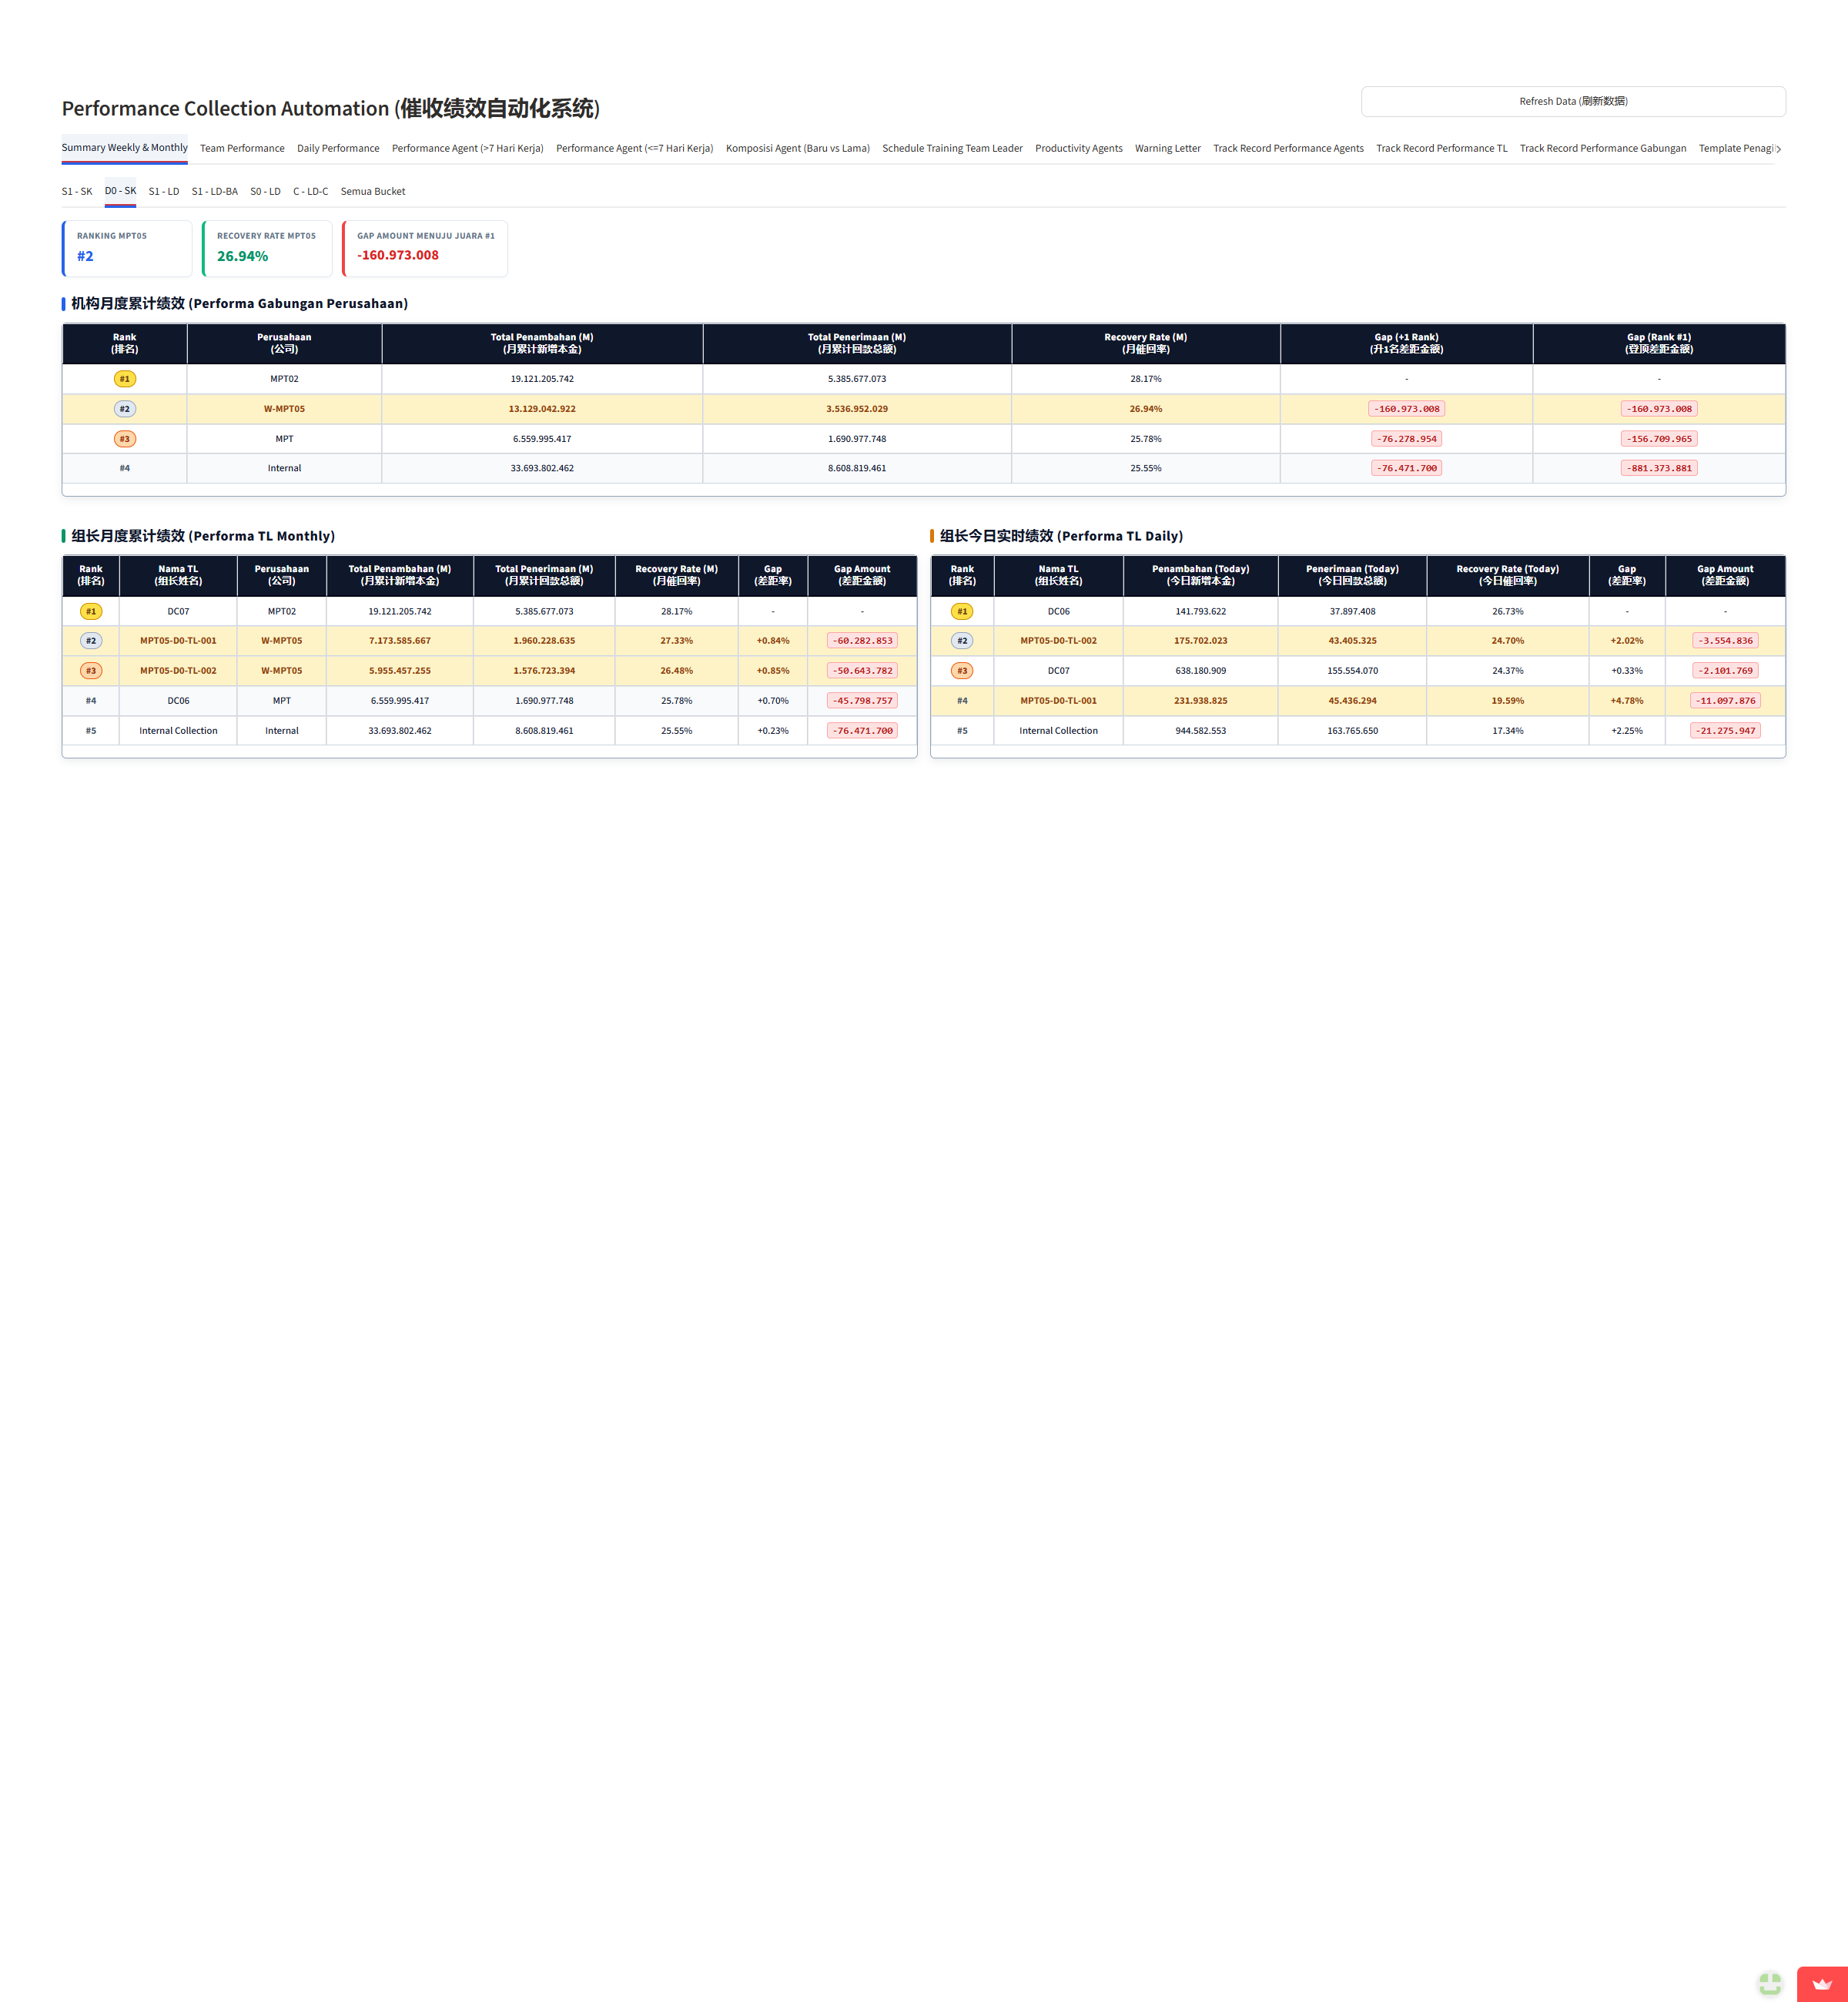 Performance Collection Automation (催收绩效自动化系统)
Refresh Data (刷新数据)
Summary Weekly & Monthly Team Performance Daily Performance Performance Agent (>7 Hari Kerja) Performance Agent (<=7 Hari Kerja) Komposisi Agent (Baru vs Lama) Schedule Training Team Leader Productivity Agents Warning Letter Track Record Performance Agents Track Record Performance TL Track Record Performance Gabungan Template Penagi
S1 - SK D0 - SK S1 - LD S1 - LD-BA S0 - LD C - LD-C Semua Bucket
RANKING MPT05 RECOVERY RATE MPT05 GAP AMOUNT MENUJU JUARA #1
#2 26.94% -160.973.008
机构月度累计绩效 (Performa Gabungan Perusahaan)
Rank Perusahaan Total Penambahan (M) Total Penerimaan (M) Recovery Rate (M) Gap (+1 Rank) Gap (Rank #1)
(排名) (公司) (月累计新增本金) (月累计回款总额) (月催回率) (升1名差距金额) (登顶差距金额)
#1 MPT02 19.121.205.742 5.385.677.073 28.17% - -
#2 W-MPT05 13.129.042.922 3.536.952.029 26.94% -160.973.008 -160.973.008
#3 MPT 6.559.995.417 1.690.977.748 25.78% -76.278.954 -156.709.965
#4 Internal 33.693.802.462 8.608.819.461 25.55% -76.471.700 -881.373.881
组长月度累计绩效 (Performa TL Monthly)
Rank Nama TL Perusahaan Total Penambahan (M) Total Penerimaan (M) Recovery Rate (M) Gap Gap Amount
(排名) (组长姓名) (公司) (月累计新增本金) (月累计回款总额) (月催回率) (差距率) (差距金额)
#1 DC07 MPT02 19.121.205.742 5.385.677.073 28.17% - -
#2 MPT05-D0-TL-001 W-MPT05 7.173.585.667 1.960.228.635 27.33% +0.84% -60.282.853
#3 MPT05-D0-TL-002 W-MPT05 5.955.457.255 1.576.723.394 26.48% +0.85% -50.643.782
#4 DC06 MPT 6.559.995.417 1.690.977.748 25.78% +0.70% -45.798.757
#5 Internal Collection Internal 33.693.802.462 8.608.819.461 25.55% +0.23% -76.471.700
组长今日实时绩效 (Performa TL Daily)
Rank Nama TL Penambahan (Today) Penerimaan (Today) Recovery Rate (Today) Gap Gap Amount
(排名) (组长姓名) (今日新增本金) (今日回款总额) (今日催回率) (差距率) (差距金额)
#1 DC06 141.793.622 37.897.408 26.73% - -
#2 MPT05-D0-TL-002 175.702.023 43.405.325 24.70% +2.02% -3.554.836
#3 DC07 638.180.909 155.554.070 24.37% +0.33% -2.101.769
#4 MPT05-D0-TL-001 231.938.825 45.436.294 19.59% +4.78% -11.097.876
#5 Internal Collection 944.582.553 163.765.650 17.34% +2.25% -21.275.947